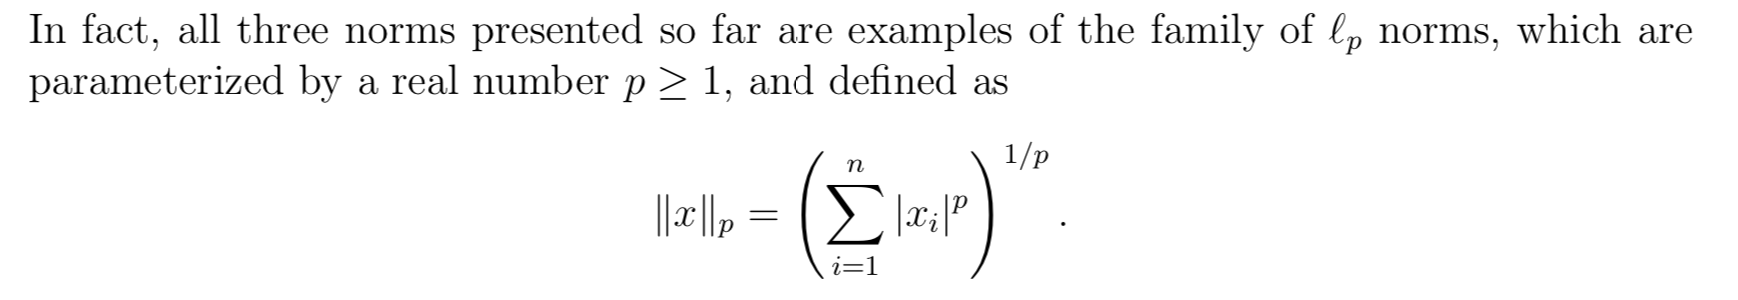 In fact, all three norms presented so far are examples of the family of ℓ_p norms, which are
parameterized by a real number p ≥ 1, and defined as
‖x‖_p = (∑_{i=1}^{n} |x_i|^p)^{1/p}.